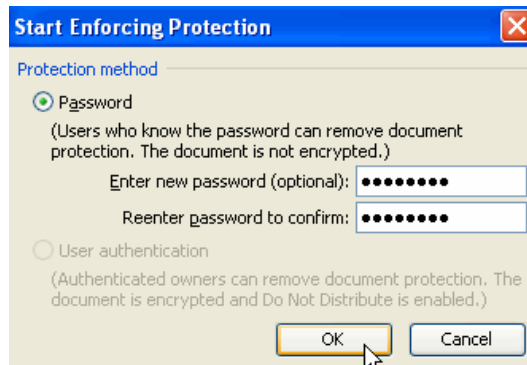 Start Enforcing Protection
Protection method
Password
(Users who know the password can remove document
protection. The document is not encrypted.)
Enter new password (optional): ●●●●●●●●
Reenter password to confirm: ●●●●●●●●
User authentication
(Authenticated owners can remove document protection. The
document is encrypted and Do Not Distribute is enabled.)
OK Cancel